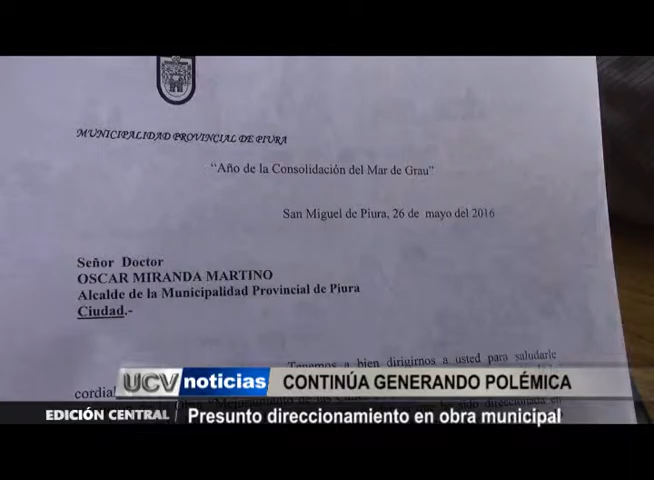 MUNICIPALIDAD PROVINCIAL DE PIURA
“Año de la Consolidación del Mar de Grau”
San Miguel de Piura, 26 de mayo del 2016
Señor Doctor
OSCAR MIRANDA MARTINO
Alcalde de la Municipalidad Provincial de Piura
Ciudad.-
Tenemos a bien dirigirnos a usted para saludarle
cordial
UCV noticias CONTINÚA GENERANDO POLÉMICA
EDICIÓN CENTRAL Presunto direccionamiento en obra municipal